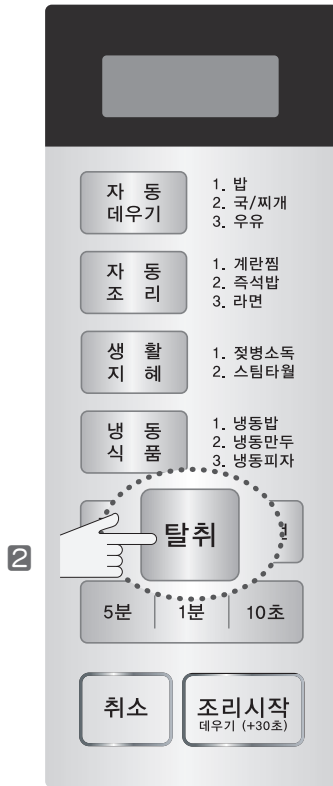 자 동
데우기
1. 밥
2. 국/찌개
3. 우유
자 동
조 리
1. 계란찜
2. 즉석밥
3. 라면
생 활
지 혜
1. 젖병소독
2. 스팀타월
냉 동
식 품
1. 냉동밥
2. 냉동만두
3. 냉동피자
2
탈취
5분
1분
10초
취소
조리시작
데우기 (+30초)